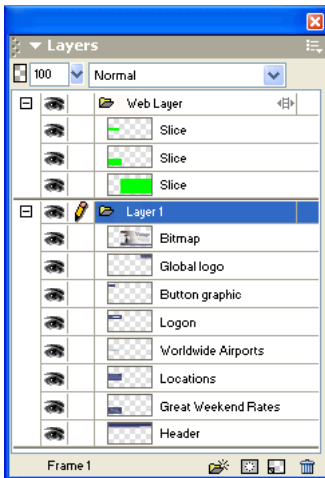 Layers
100 Normal
Web Layer
Slice
Slice
Slice
Layer 1
Bitmap
Global logo
Button graphic
Logon
Worldwide Airports
Locations
Great Weekend Rates
Header
Frame 1